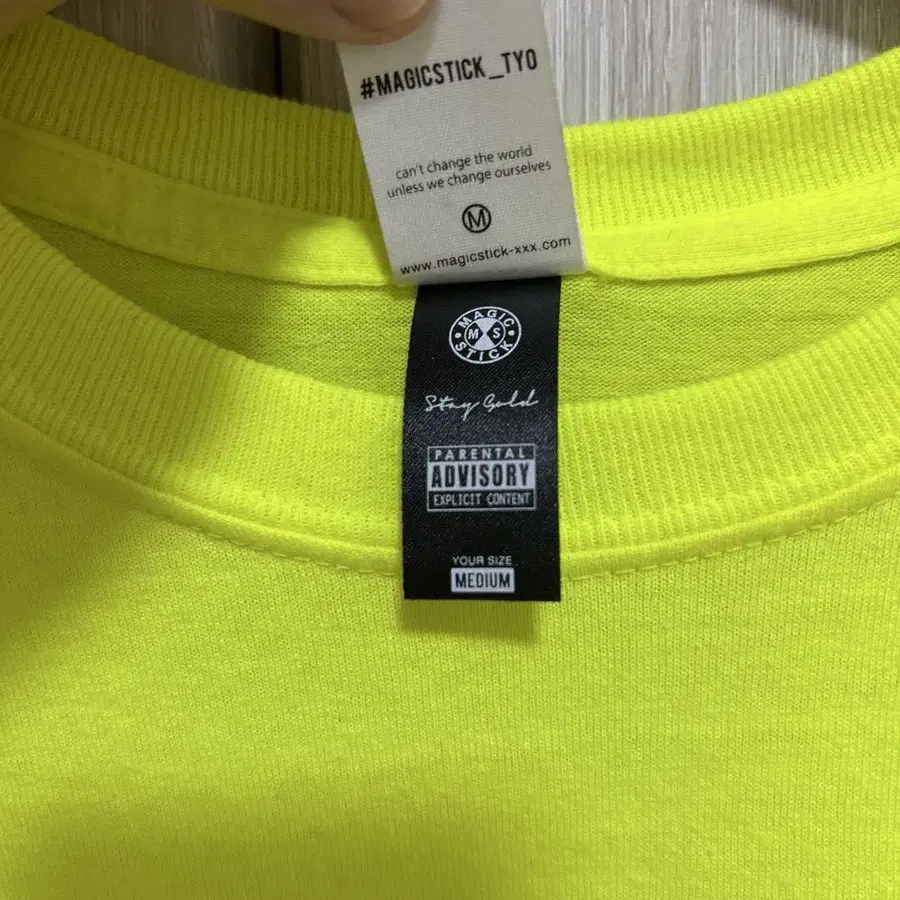 #MAGICSTICK_TYO
can't change the world
unless we change ourselves
M
www.magicstick-xxx.com
MAGIC
M S
STICK
Stay Gold
PARENTAL
ADVISORY
EXPLICIT CONTENT
YOUR SIZE
MEDIUM